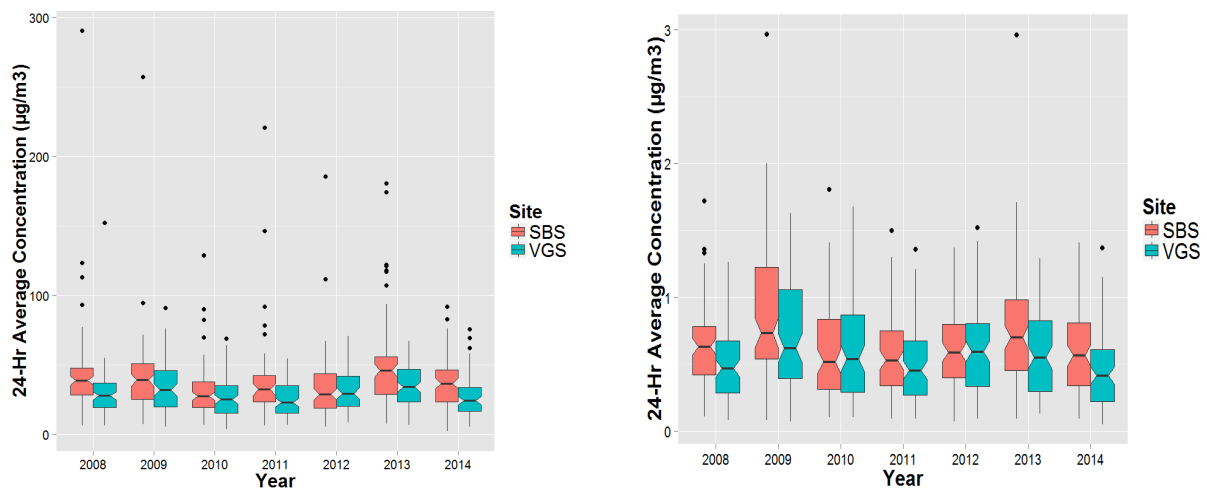 24-Hr Average Concentration (µg/m3)
300
200
100
0
2008 2009 2010 2011 2012 2013 2014
Year
Site
SBS
VGS
24-Hr Average Concentration (µg/m3)
3
2
1
0
2008 2009 2010 2011 2012 2013 2014
Year
Site
SBS
VGS